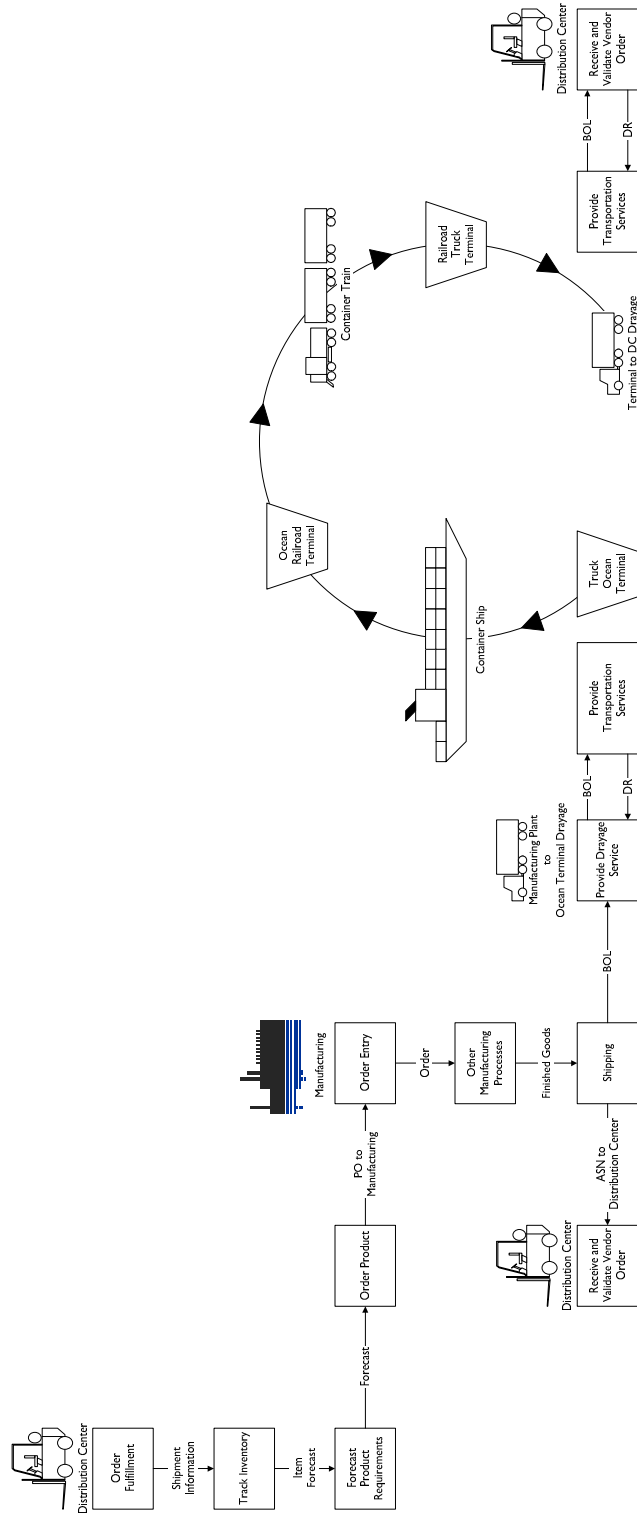 Distribution Center
Order
Fulfillment
Shipment
Information
Track Inventory
Item
Forecast
Forecast
Product
Requirements
Forecast
Order Product
PO to
Manufacturing
Manufacturing
Order Entry
Order
Other
Manufacturing
Processes
Finished Goods
Shipping
ASN to
Distribution Center
Distribution Center
Receive and
Validate Vendor
Order
BOL
Manufacturing Plant
to
Ocean Terminal Drayage
Provide Drayage
Service
BOL
DR
Provide
Transportation
Services
Truck
Ocean
Terminal
Container Ship
Ocean
Railroad
Terminal
Container Train
Railroad
Truck
Terminal
Terminal to DC Drayage
Provide
Transportation
Services
BOL
DR
Distribution Center
Receive and
Validate Vendor
Order